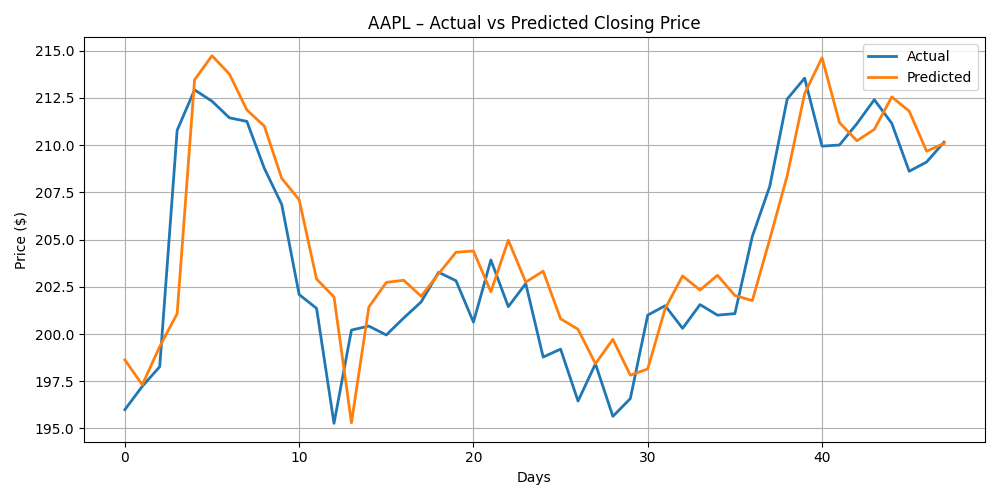 AAPL – Actual vs Predicted Closing Price
Actual
Predicted
Price ($)
215.0
212.5
210.0
207.5
205.0
202.5
200.0
197.5
195.0
0 10 20 30 40
Days